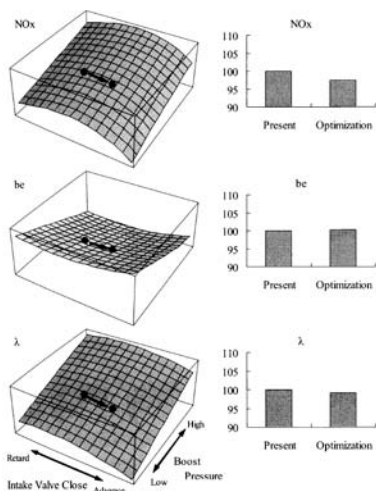 NOx
NOx
110
105
100
95
90
Present Optimization
be
be
110
105
100
95
90
Present Optimization
λ
λ
110
105
100
95
90
Present Optimization
High
Retard
Boost
Pressure
Low
Intake Valve Close
Advance